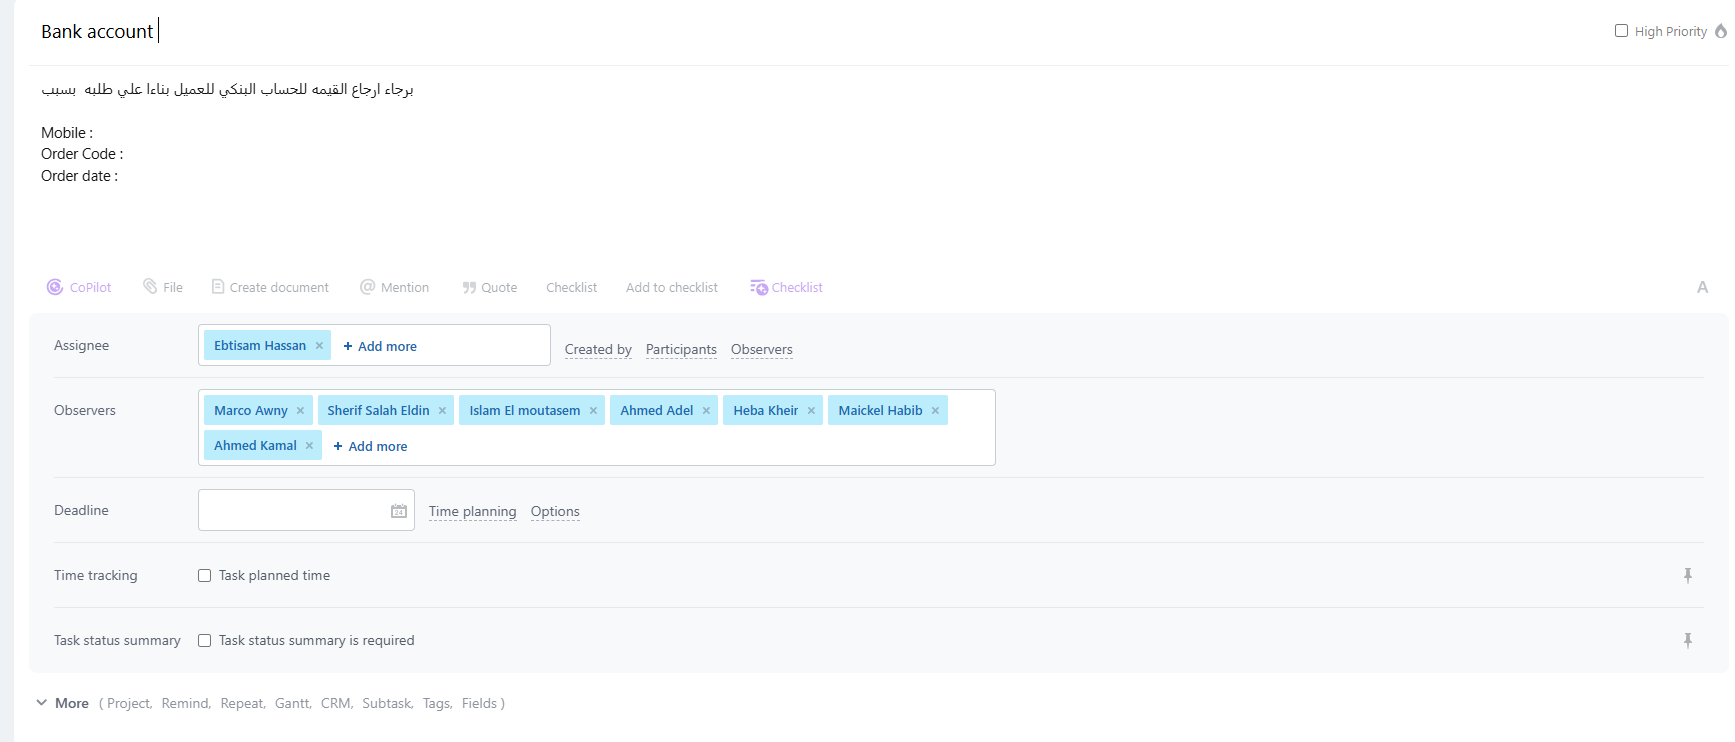 Bank account
High Priority
برجاء ارجاع القيمه للحساب البنكي للعميل بناءا علي طلبه بسبب
Mobile :
Order Code :
Order date :
CoPilot File Create document Mention Quote Checklist Add to checklist Checklist A
Assignee Ebtisam Hassan × + Add more Created by Participants Observers
Observers Marco Awny × Sherif Salah Eldin × Islam El moutasem × Ahmed Adel × Heba Kheir × Maickel Habib ×
Ahmed Kamal × + Add more
Deadline 24 Time planning Options
Time tracking Task planned time
Task status summary Task status summary is required
More ( Project, Remind, Repeat, Gantt, CRM, Subtask, Tags, Fields )